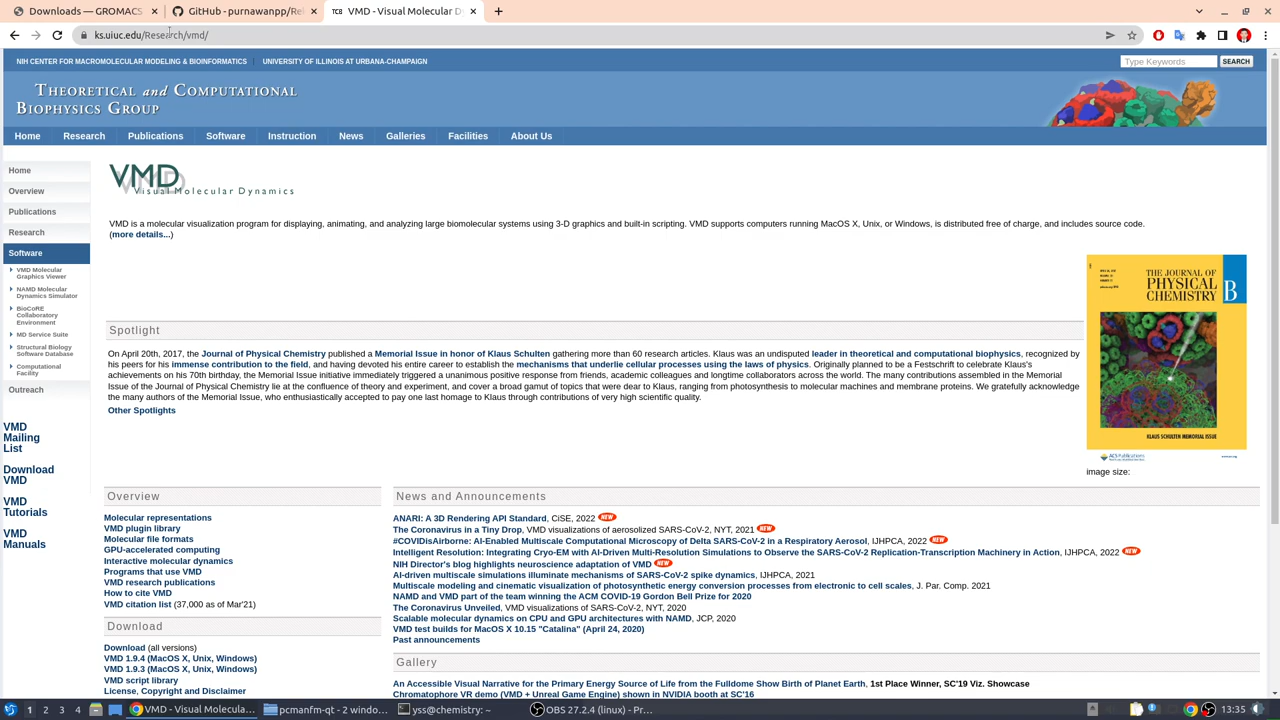 Downloads — GROMACS
GitHub - purnawanpp/Re
VMD - Visual Molecular D
ks.uiuc.edu/Research/vmd/
NIH CENTER FOR MACROMOLECULAR MODELING & BIOINFORMATICS
UNIVERSITY OF ILLINOIS AT URBANA-CHAMPAIGN
Type Keywords
SEARCH
THEORETICAL and COMPUTATIONAL
BIOPHYSICS GROUP
Home
Research
Publications
Software
Instruction
News
Galleries
Facilities
About Us
Home
Overview
Publications
Research
Software
VMD Molecular
Graphics Viewer
NAMD Molecular
Dynamics Simulator
BioCoRE
Collaboratory
Environment
MD Service Suite
Structural Biology
Software Database
Computational
Facility
Outreach
VMD
Mailing
List
Download
VMD
VMD
Tutorials
VMD
Manuals
VMD
Visual Molecular Dynamics
VMD is a molecular visualization program for displaying, animating, and analyzing large biomolecular systems using 3-D graphics and built-in scripting. VMD supports computers running MacOS X, Unix, or Windows, is distributed free of charge, and includes source code.
(more details...)
Spotlight
On April 20th, 2017, the Journal of Physical Chemistry published a Memorial Issue in honor of Klaus Schulten gathering more than 60 research articles. Klaus was an undisputed leader in theoretical and computational biophysics, recognized
by his peers for his immense contribution to the field, and having devoted his entire career to establish the mechanisms that underlie cellular processes using the laws of physics. Originally planned to be a Festschrift to celebrate Klaus's
achievements on his 70th birthday, the Memorial Issue initiative immediately triggered a unanimous positive response from friends, academic colleagues and longtime collaborators across the world. The many contributions assembled in the Memorial
Issue of the Journal of Physical Chemistry lie at the confluence of theory and experiment, and cover a broad gamut of topics that were dear to Klaus, ranging from photosynthesis to molecular machines and membrane proteins. We gratefully acknowledge
the many authors of the Memorial Issue, who enthusiastically accepted to pay one last homage to Klaus through contributions of very high scientific quality.
Other Spotlights
THE JOURNAL OF
PHYSICAL
CHEMISTRY
B
KLAUS SCHULTEN MEMORIAL ISSUE
ACS Publications
image size:
Overview
Molecular representations
VMD plugin library
Molecular file formats
GPU-accelerated computing
Interactive molecular dynamics
Programs that use VMD
VMD research publications
How to cite VMD
VMD citation list (37,000 as of Mar'21)
Download
Download (all versions)
VMD 1.9.4 (MacOS X, Unix, Windows)
VMD 1.9.3 (MacOS X, Unix, Windows)
VMD script library
License, Copyright and Disclaimer
News and Announcements
ANARI: A 3D Rendering API Standard, CiSE, 2022 NEW
The Coronavirus in a Tiny Drop, VMD visualizations of aerosolized SARS-CoV-2, NYT, 2021 NEW
#COVIDisAirborne: AI-Enabled Multiscale Computational Microscopy of Delta SARS-CoV-2 in a Respiratory Aerosol, IJHPCA, 2022 NEW
Intelligent Resolution: Integrating Cryo-EM with AI-Driven Multi-Resolution Simulations to Observe the SARS-CoV-2 Replication-Transcription Machinery in Action, IJHPCA, 2022 NEW
NIH Director's blog highlights neuroscience adaptation of VMD NEW
AI-driven multiscale simulations illuminate mechanisms of SARS-CoV-2 spike dynamics, IJHPCA, 2021
Multiscale modeling and cinematic visualization of photosynthetic energy conversion processes from electronic to cell scales, J. Par. Comp. 2021
NAMD and VMD part of the team winning the ACM COVID-19 Gordon Bell Prize for 2020
The Coronavirus Unveiled, VMD visualizations of SARS-CoV-2, NYT, 2020
Scalable molecular dynamics on CPU and GPU architectures with NAMD, JCP, 2020
VMD test builds for MacOS X 10.15 "Catalina" (April 24, 2020)
Past announcements
Gallery
An Accessible Visual Narrative for the Primary Energy Source of Life from the Fulldome Show Birth of Planet Earth, 1st Place Winner, SC'19 Viz. Showcase
Chromatophore VR demo (VMD + Unreal Game Engine) shown in NVIDIA booth at SC'16
1 2 3 4
VMD - Visual Molecula...
pcmanfm-qt - 2 windo...
yss@chemistry: ~
OBS 27.2.4 (linux) - Pr...
13:35